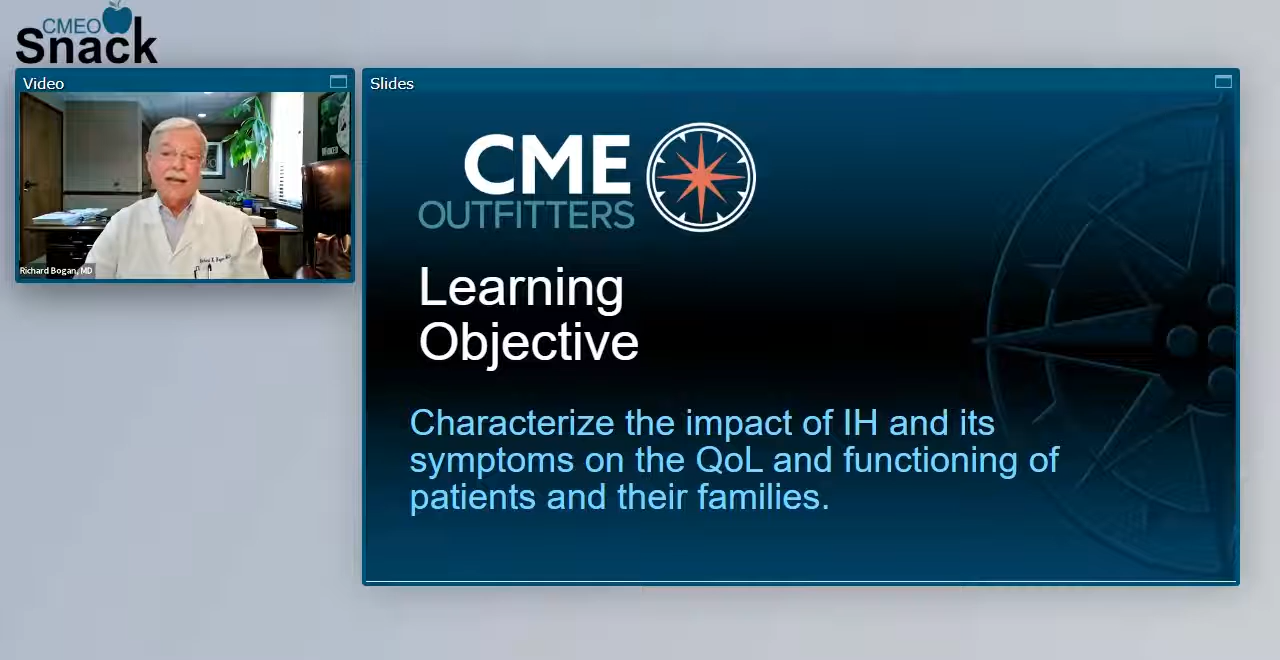 CMEO
Snack
Video
Richard Bogan, MD
Slides
CME
OUTFITTERS
Learning
Objective
Characterize the impact of IH and its
symptoms on the QoL and functioning of
patients and their families.